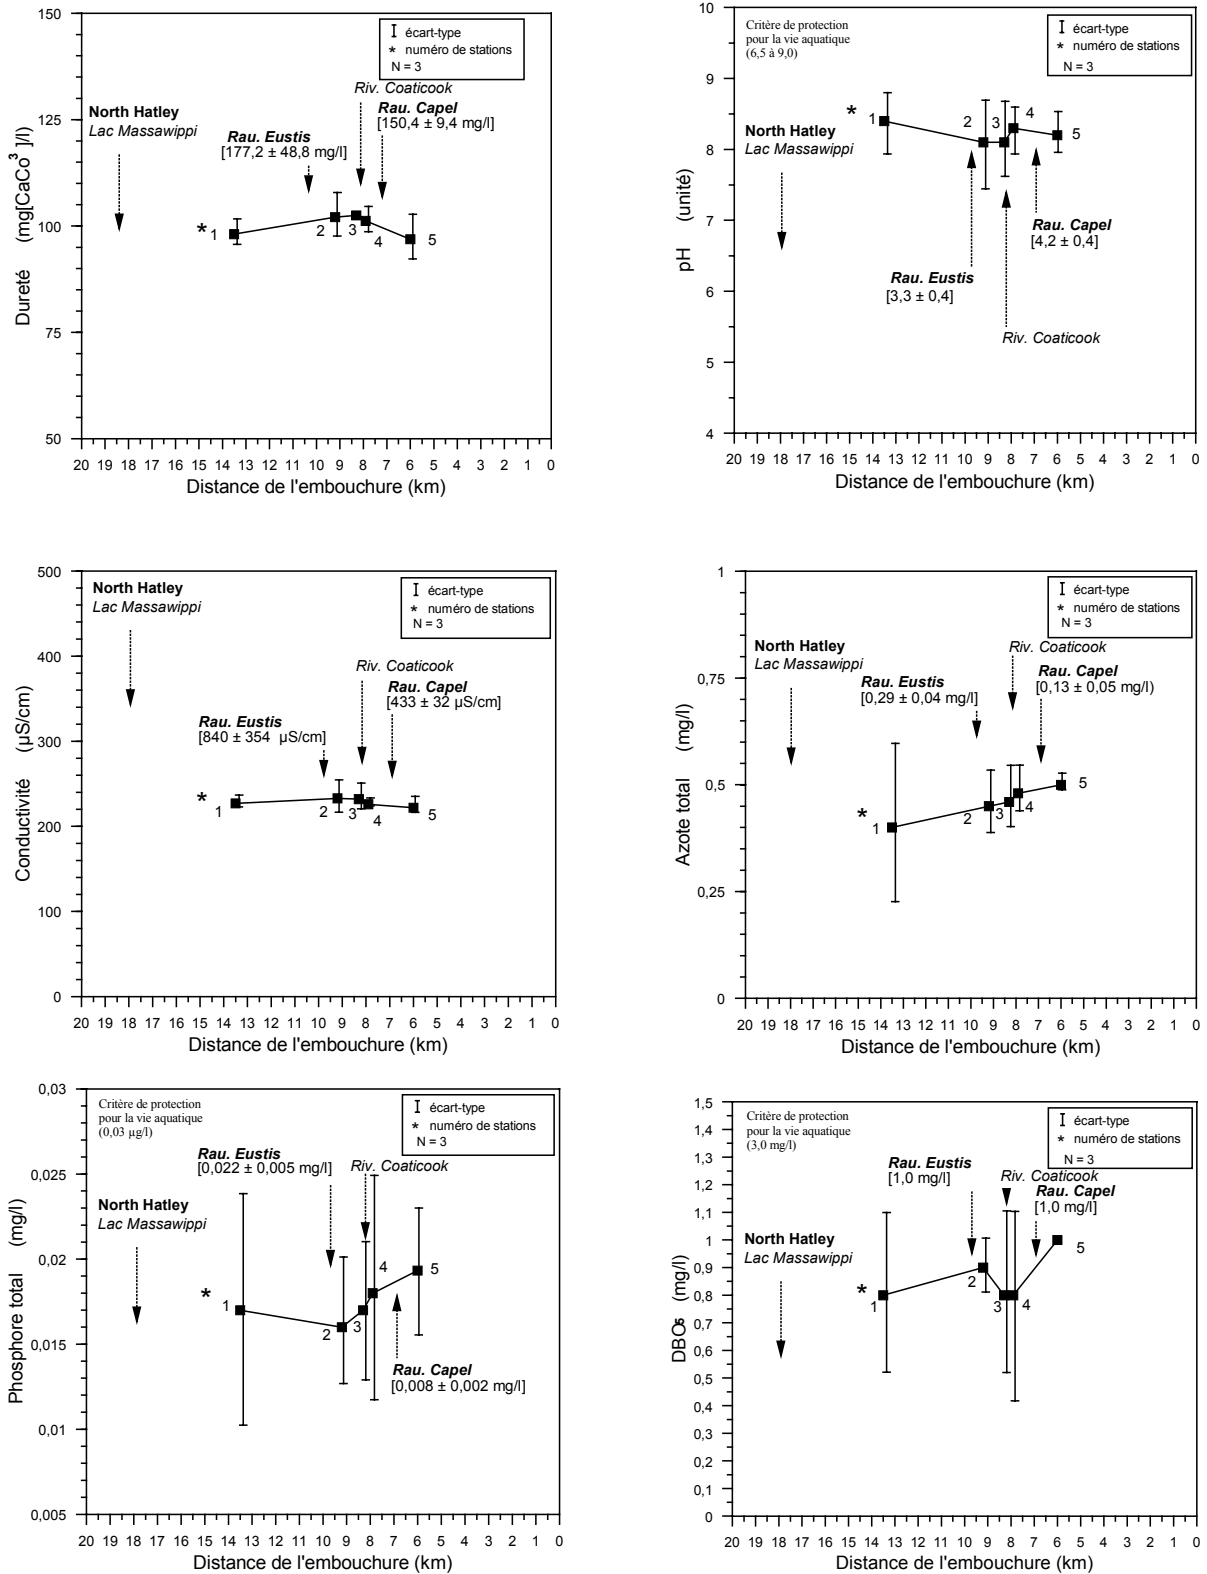 150
125
100
75
50
Dureté (mg[CaCo³]/l)
écart-type
* numéro de stations
N = 3
North Hatley
Lac Massawippi
Rau. Eustis
[177,2 ± 48,8 mg/l]
Riv. Coaticook
Rau. Capel
[150,4 ± 9,4 mg/l]
* 1
2
3
4
5
20 19 18 17 16 15 14 13 12 11 10 9 8 7 6 5 4 3 2 1 0
Distance de l'embouchure (km)
10
9
8
7
6
5
4
pH (unité)
Critère de protection
pour la vie aquatique
(6,5 à 9,0)
écart-type
* numéro de stations
N = 3
North Hatley
Lac Massawippi
* 1
2
3
4
5
Rau. Capel
[4,2 ± 0,4]
Rau. Eustis
[3,3 ± 0,4]
Riv. Coaticook
20 19 18 17 16 15 14 13 12 11 10 9 8 7 6 5 4 3 2 1 0
Distance de l'embouchure (km)
500
400
300
200
100
0
Conductivité (µS/cm)
North Hatley
Lac Massawippi
écart-type
* numéro de stations
N = 3
Riv. Coaticook
Rau. Capel
[433 ± 32 µS/cm]
Rau. Eustis
[840 ± 354 µS/cm]
* 1
2
3
4
5
20 19 18 17 16 15 14 13 12 11 10 9 8 7 6 5 4 3 2 1 0
Distance de l'embouchure (km)
1
0,75
0,5
0,25
0
Azote total (mg/l)
écart-type
* numéro de stations
N = 3
North Hatley
Lac Massawippi
Riv. Coaticook
Rau. Capel
[0,13 ± 0,05 mg/l)
Rau. Eustis
[0,29 ± 0,04 mg/l]
* 1
2
3
4
5
20 19 18 17 16 15 14 13 12 11 10 9 8 7 6 5 4 3 2 1 0
Distance de l'embouchure (km)
0,03
0,025
0,02
0,015
0,01
0,005
Phosphore total (mg/l)
Critère de protection
pour la vie aquatique
(0,03 µg/l)
écart-type
* numéro de stations
N = 3
Rau. Eustis
[0,022 ± 0,005 mg/l]
Riv. Coaticook
North Hatley
Lac Massawippi
* 1
2
3
4
5
Rau. Capel
[0,008 ± 0,002 mg/l]
20 19 18 17 16 15 14 13 12 11 10 9 8 7 6 5 4 3 2 1 0
Distance de l'embouchure (km)
1,5
1,4
1,3
1,2
1,1
1
0,9
0,8
0,7
0,6
0,5
0,4
0,3
0,2
0,1
0
DBO5 (mg/l)
Critère de protection
pour la vie aquatique
(3,0 mg/l)
écart-type
* numéro de stations
N = 3
Rau. Eustis
[1,0 mg/l]
Riv. Coaticook
Rau. Capel
[1,0 mg/l]
North Hatley
Lac Massawippi
* 1
2
3
4
5
20 19 18 17 16 15 14 13 12 11 10 9 8 7 6 5 4 3 2 1 0
Distance de l'embouchure (km)